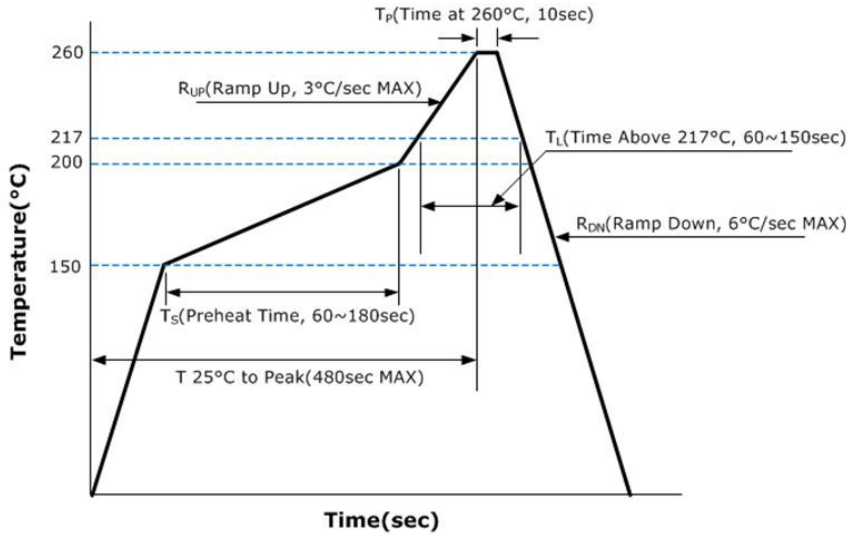 TP(Time at 260°C, 10sec)
260
RUP(Ramp Up, 3°C/sec MAX)
217
TL(Time Above 217°C, 60~150sec)
200
RDN(Ramp Down, 6°C/sec MAX)
150
TS(Preheat Time, 60~180sec)
T 25°C to Peak(480sec MAX)
Temperature(°C)
Time(sec)